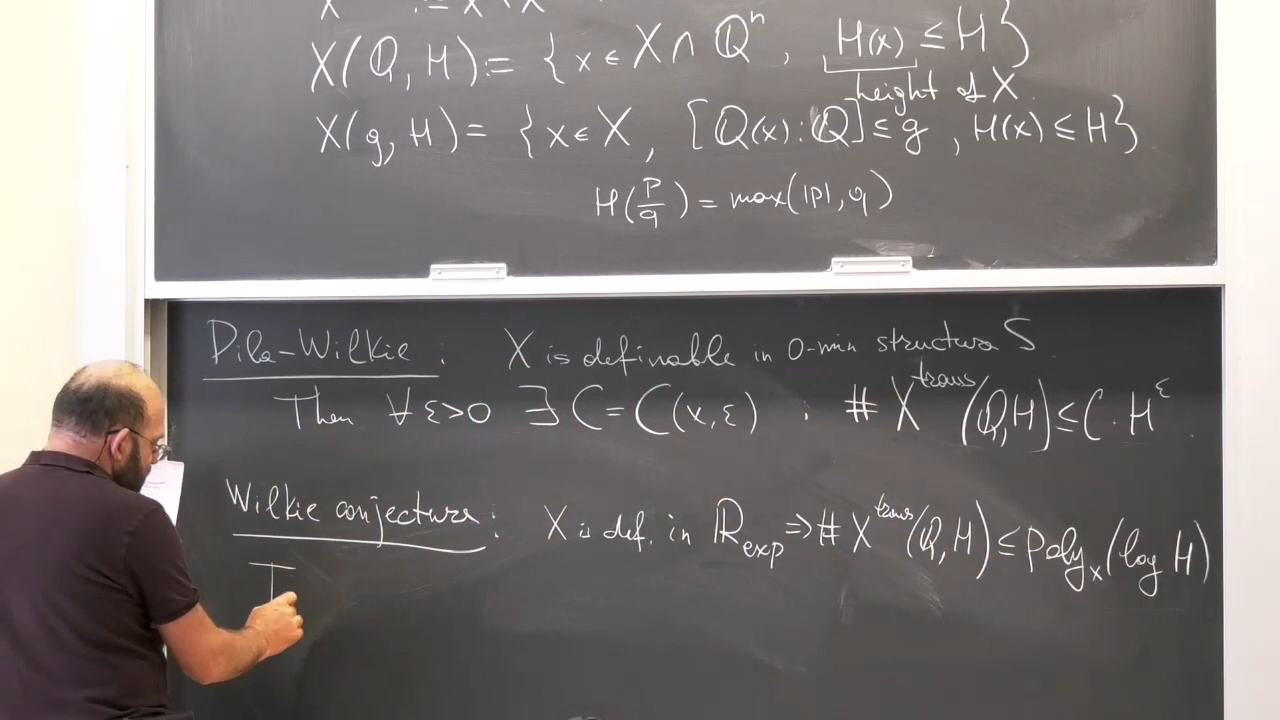 X(Q, H) := { x ∈ X ∩ Qⁿ, H(x) ≤ H }
height of X
X(g, H) = { x ∈ X, [Q(x) : Q] ≤ g, H(x) ≤ H }
H(p/q) = max(|p|, q)
Pila-Wilkie : X is definable in o-min structure S
Then ∀ ε>0 ∃ C = C(X, ε) : # X^trans (Q, H) ≤ C · H^ε .
Wilkie conjecture : X is def. in R_exp ⇒ # X^trans (Q, H) ≤ poly_X (log H)